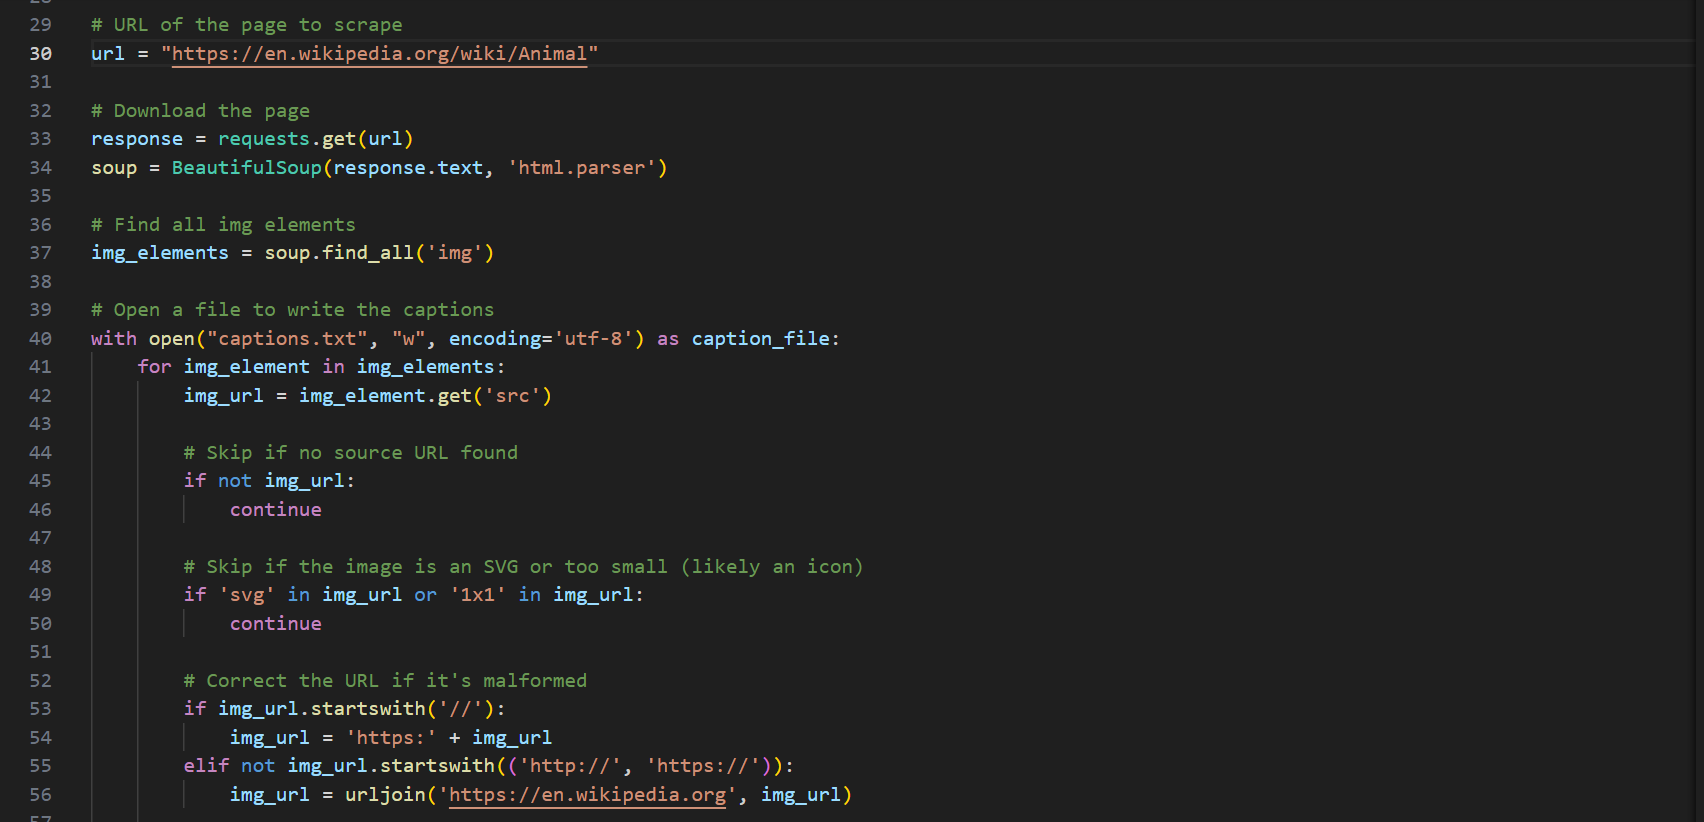 29 # URL of the page to scrape
30 url = "https://en.wikipedia.org/wiki/Animal"
31
32 # Download the page
33 response = requests.get(url)
34 soup = BeautifulSoup(response.text, 'html.parser')
35
36 # Find all img elements
37 img_elements = soup.find_all('img')
38
39 # Open a file to write the captions
40 with open("captions.txt", "w", encoding='utf-8') as caption_file:
41     for img_element in img_elements:
42         img_url = img_element.get('src')
43
44         # Skip if no source URL found
45         if not img_url:
46             continue
47
48         # Skip if the image is an SVG or too small (likely an icon)
49         if 'svg' in img_url or '1x1' in img_url:
50             continue
51
52         # Correct the URL if it's malformed
53         if img_url.startswith('//'):
54             img_url = 'https:' + img_url
55         elif not img_url.startswith(('http://', 'https://')):
56             img_url = urljoin('https://en.wikipedia.org', img_url)